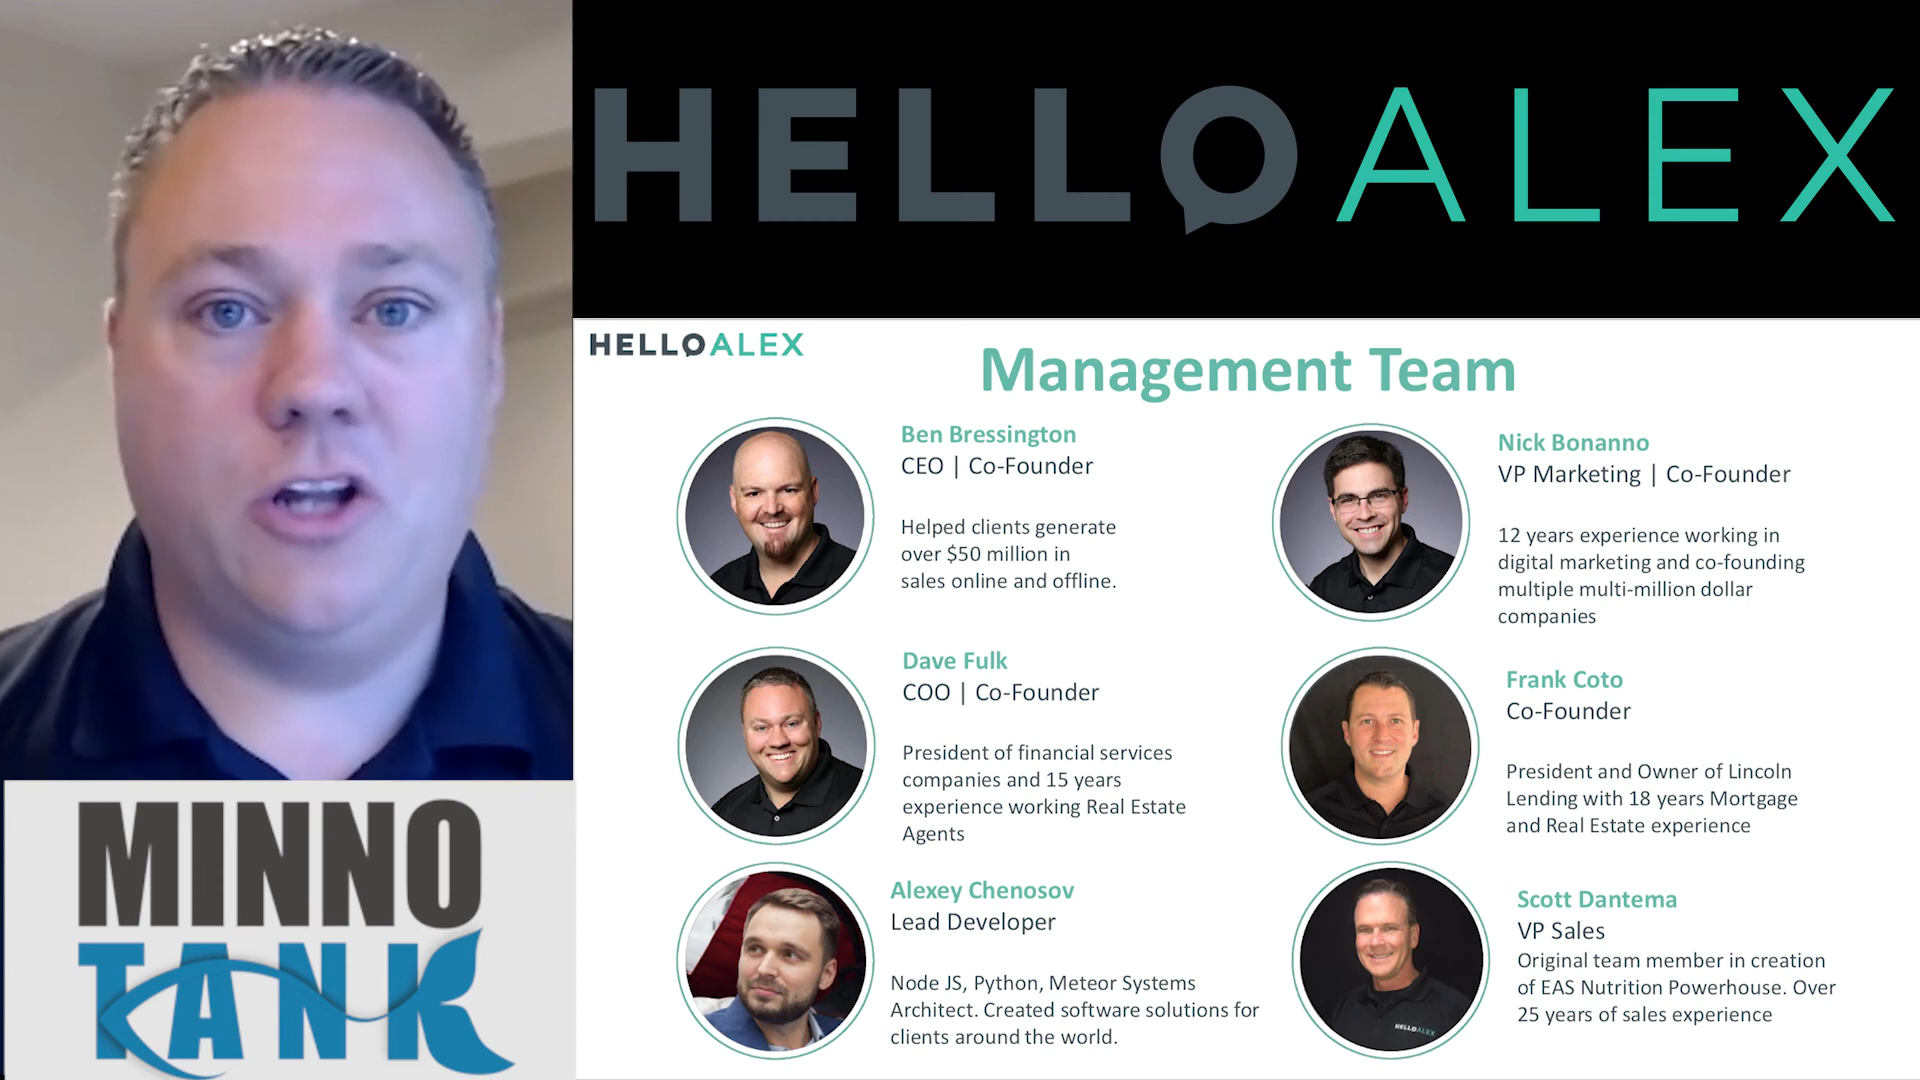 HELLOALEX
HELLOALEX
Management Team
Ben Bressington
CEO | Co-Founder
Helped clients generate
over $50 million in
sales online and offline.
Nick Bonanno
VP Marketing | Co-Founder
12 years experience working in
digital marketing and co-founding
multiple multi-million dollar
companies
Dave Fulk
COO | Co-Founder
President of financial services
companies and 15 years
experience working Real Estate
Agents
Frank Coto
Co-Founder
President and Owner of Lincoln
Lending with 18 years Mortgage
and Real Estate experience
Alexey Chenosov
Lead Developer
Node JS, Python, Meteor Systems
Architect. Created software solutions for
clients around the world.
Scott Dantema
VP Sales
Original team member in creation
of EAS Nutrition Powerhouse. Over
25 years of sales experience
HELLOALEX
MINNO
TANK